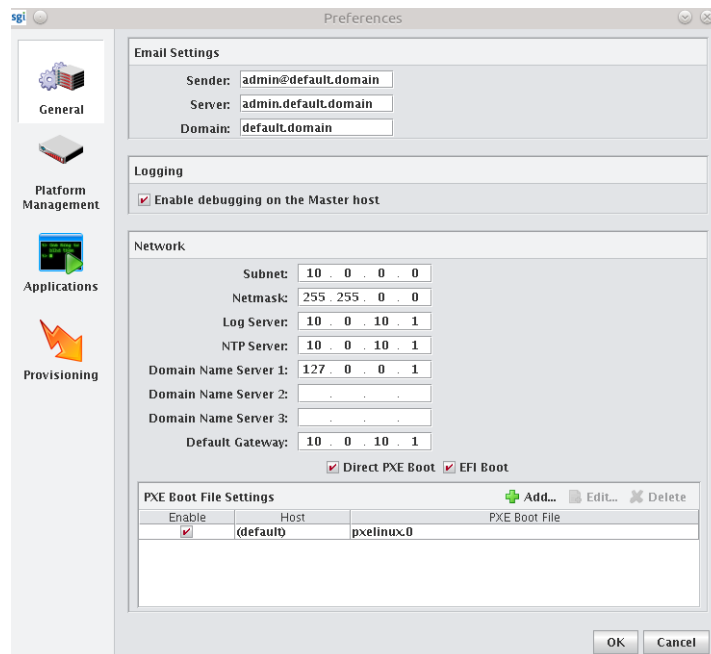 sgi
Preferences
General
Platform
Management
Applications
Provisioning
Email Settings
Sender: admin@default.domain
Server: admin.default.domain
Domain: default.domain
Logging
Enable debugging on the Master host
Network
Subnet: 10 . 0 . 0 . 0
Netmask: 255 . 255 . 0 . 0
Log Server: 10 . 0 . 10 . 1
NTP Server: 10 . 0 . 10 . 1
Domain Name Server 1: 127 . 0 . 0 . 1
Domain Name Server 2: . . .
Domain Name Server 3: . . .
Default Gateway: 10 . 0 . 10 . 1
Direct PXE Boot EFI Boot
PXE Boot File Settings Add... Edit... Delete
Enable Host PXE Boot File
(default) pxelinux.0
OK Cancel